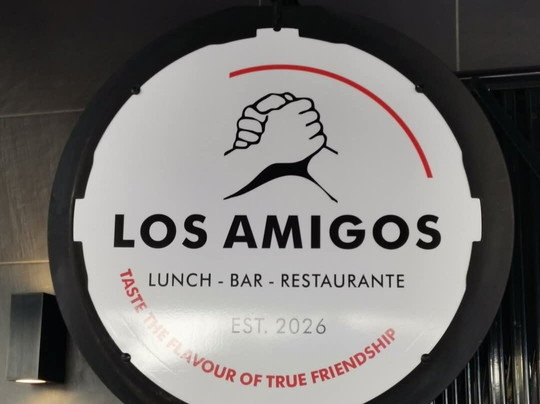 LOS AMIGOS
LUNCH - BAR - RESTAURANTE
EST. 2026
TASTE THE FLAVOUR OF TRUE FRIENDSHIP